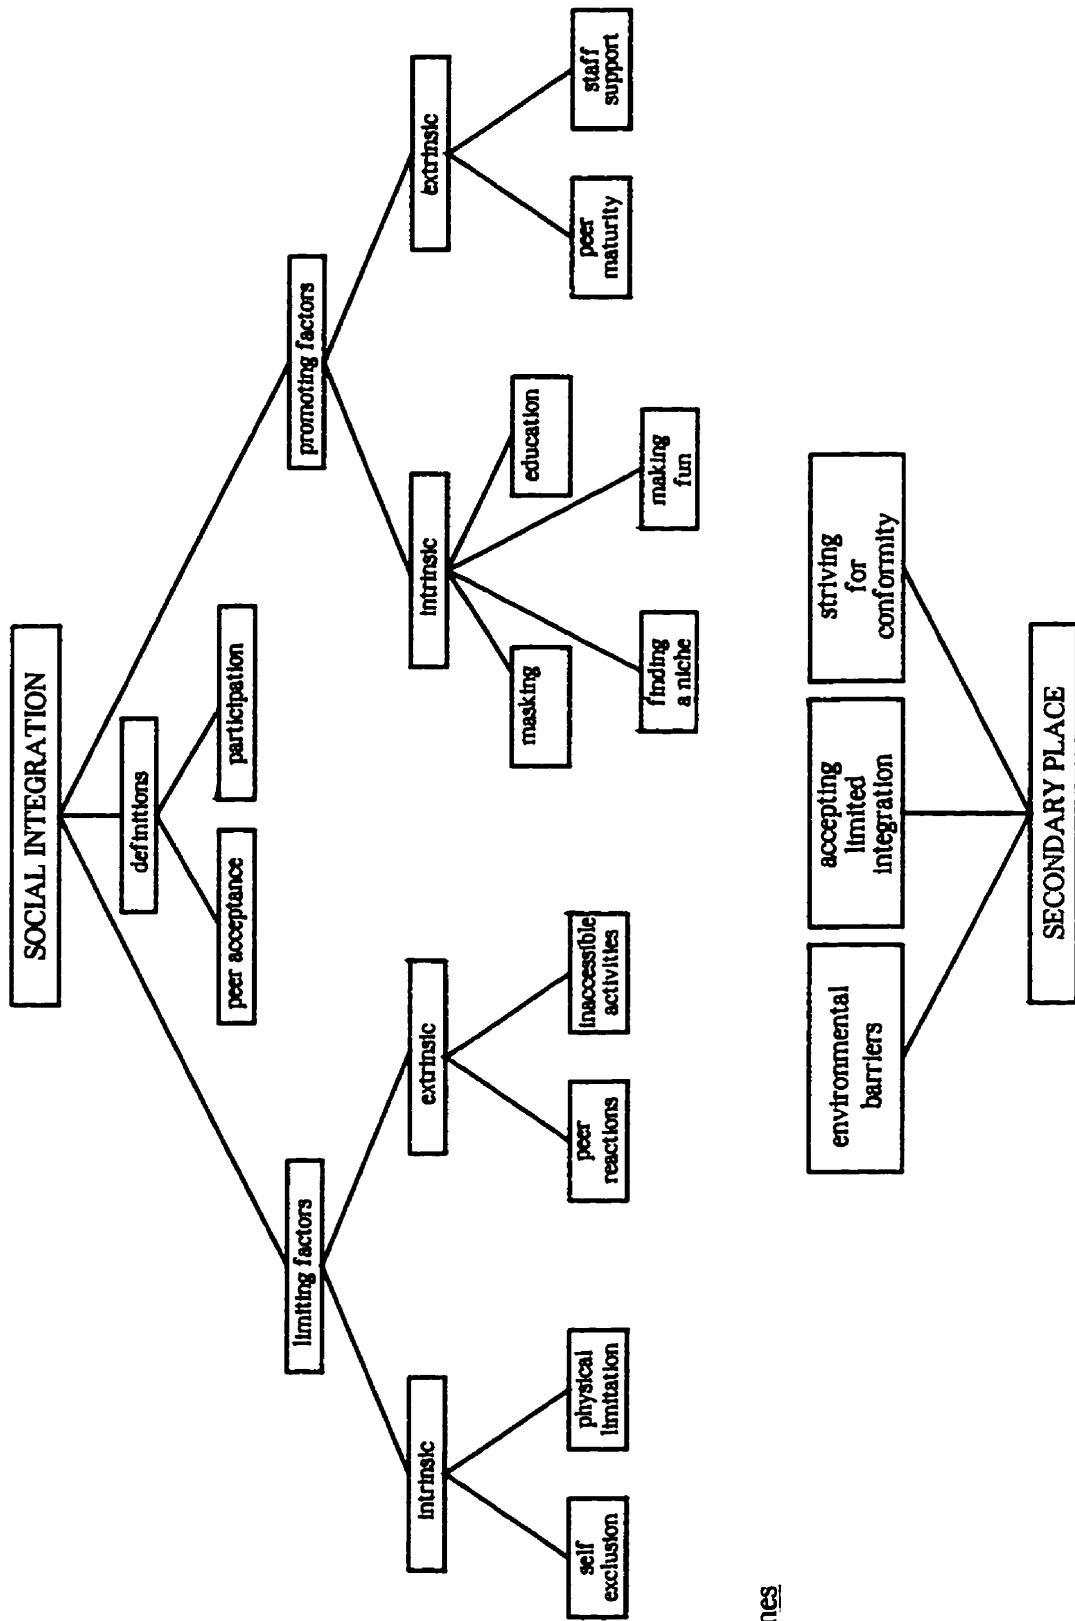 SOCIAL INTEGRATION
definitions
peer acceptance
participation
limiting factors
promoting factors
intrinsic
extrinsic
intrinsic
extrinsic
self
exclusion
physical
limitation
peer
reactions
inaccessible
activities
masking
education
finding
a niche
making
fun
peer
maturity
staff
support
environmental
barriers
accepting
limited
integration
striving
for
conformity
SECONDARY PLACE